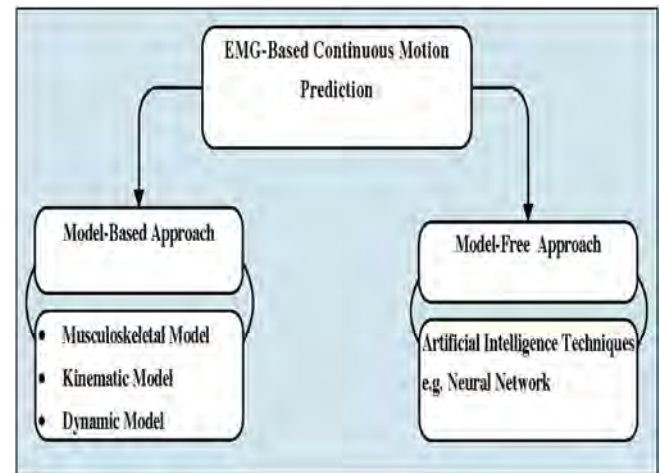 EMG-Based Continuous Motion
Prediction
Model-Based Approach
• Musculoskeletal Model
• Kinematic Model
• Dynamic Model
Model-Free Approach
Artificial Intelligence Techniques
e.g. Neural Network